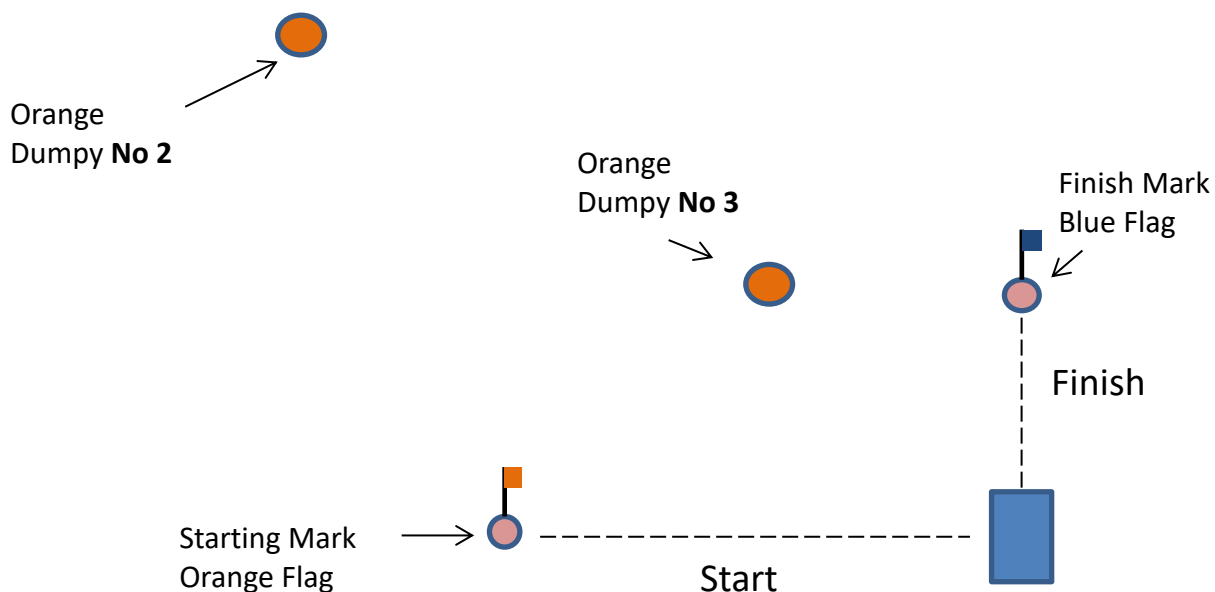 Orange
Dumpy No 2
Orange
Dumpy No 3
Finish Mark
Blue Flag
Finish
Starting Mark
Orange Flag
Start